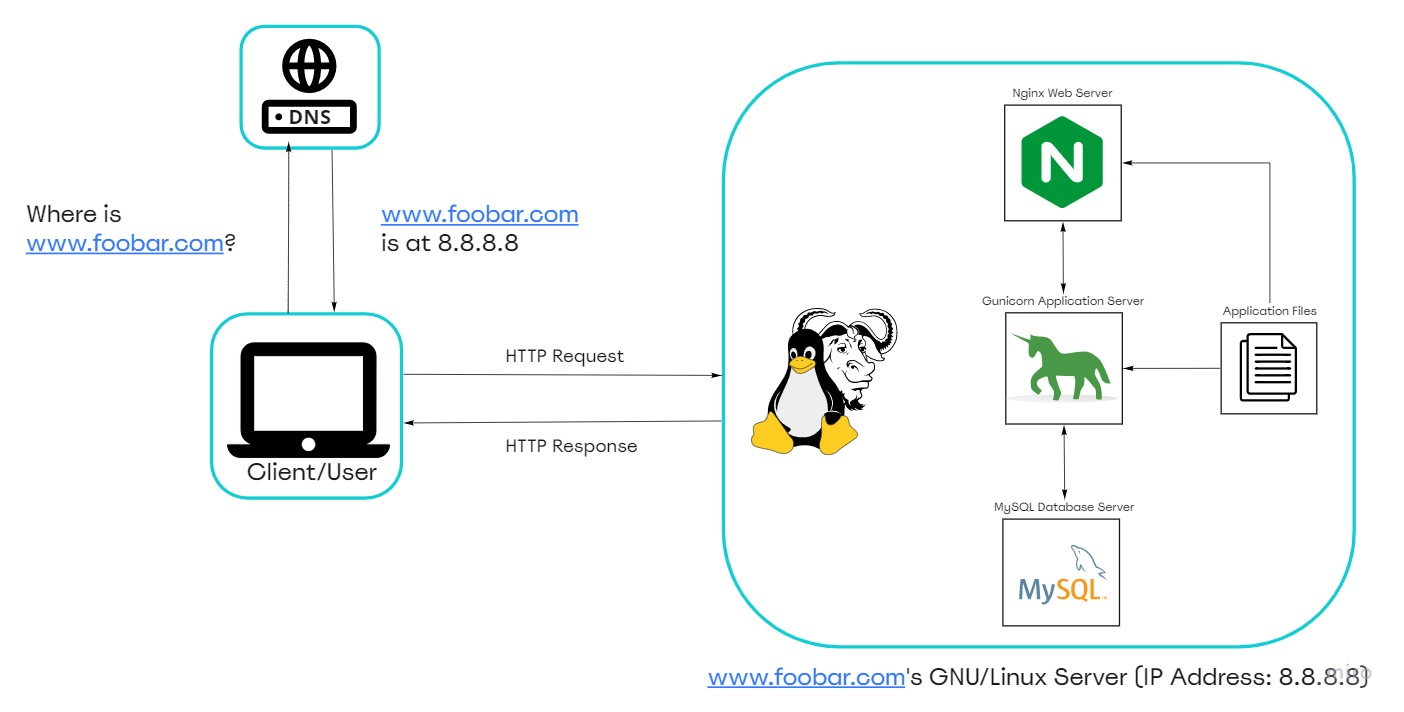 DNS
Where is
www.foobar.com?
www.foobar.com
is at 8.8.8.8
Client/User
HTTP Request
HTTP Response
Nginx Web Server
N
Gunicorn Application Server
Application Files
MySQL Database Server
MySQL™
www.foobar.com's GNU/Linux Server (IP Address: 8.8.8.8)
miro